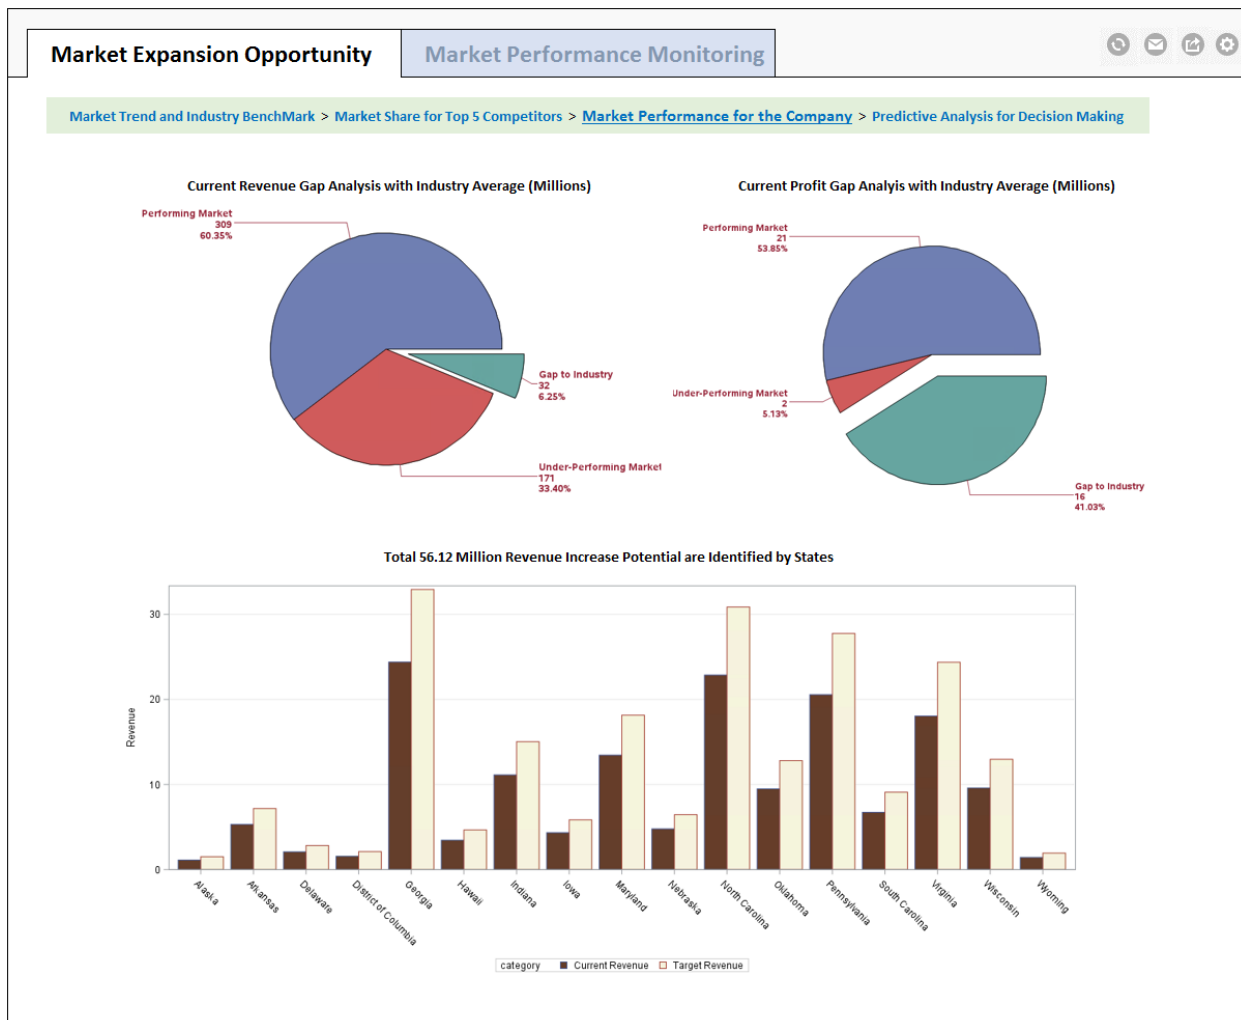 Market Expansion Opportunity
Market Performance Monitoring
Market Trend and Industry BenchMark > Market Share for Top 5 Competitors > Market Performance for the Company > Predictive Analysis for Decision Making
Current Revenue Gap Analysis with Industry Average (Millions)
Performing Market
309
60.35%
Gap to Industry
32
6.25%
Under-Performing Market
171
33.40%
Current Profit Gap Analyis with Industry Average (Millions)
Performing Market
21
53.85%
Under-Performing Market
2
5.13%
Gap to Industry
16
41.03%
Total 56.12 Million Revenue Increase Potential are Identified by States
Revenue
30
20
10
0
Alaska
Arkansas
Delaware
District of Columbia
Georgia
Hawaii
Indiana
Iowa
Maryland
Nebraska
North Carolina
Oklahoma
Pennsylvania
South Carolina
Virginia
Wisconsin
Wyoming
category Current Revenue Target Revenue